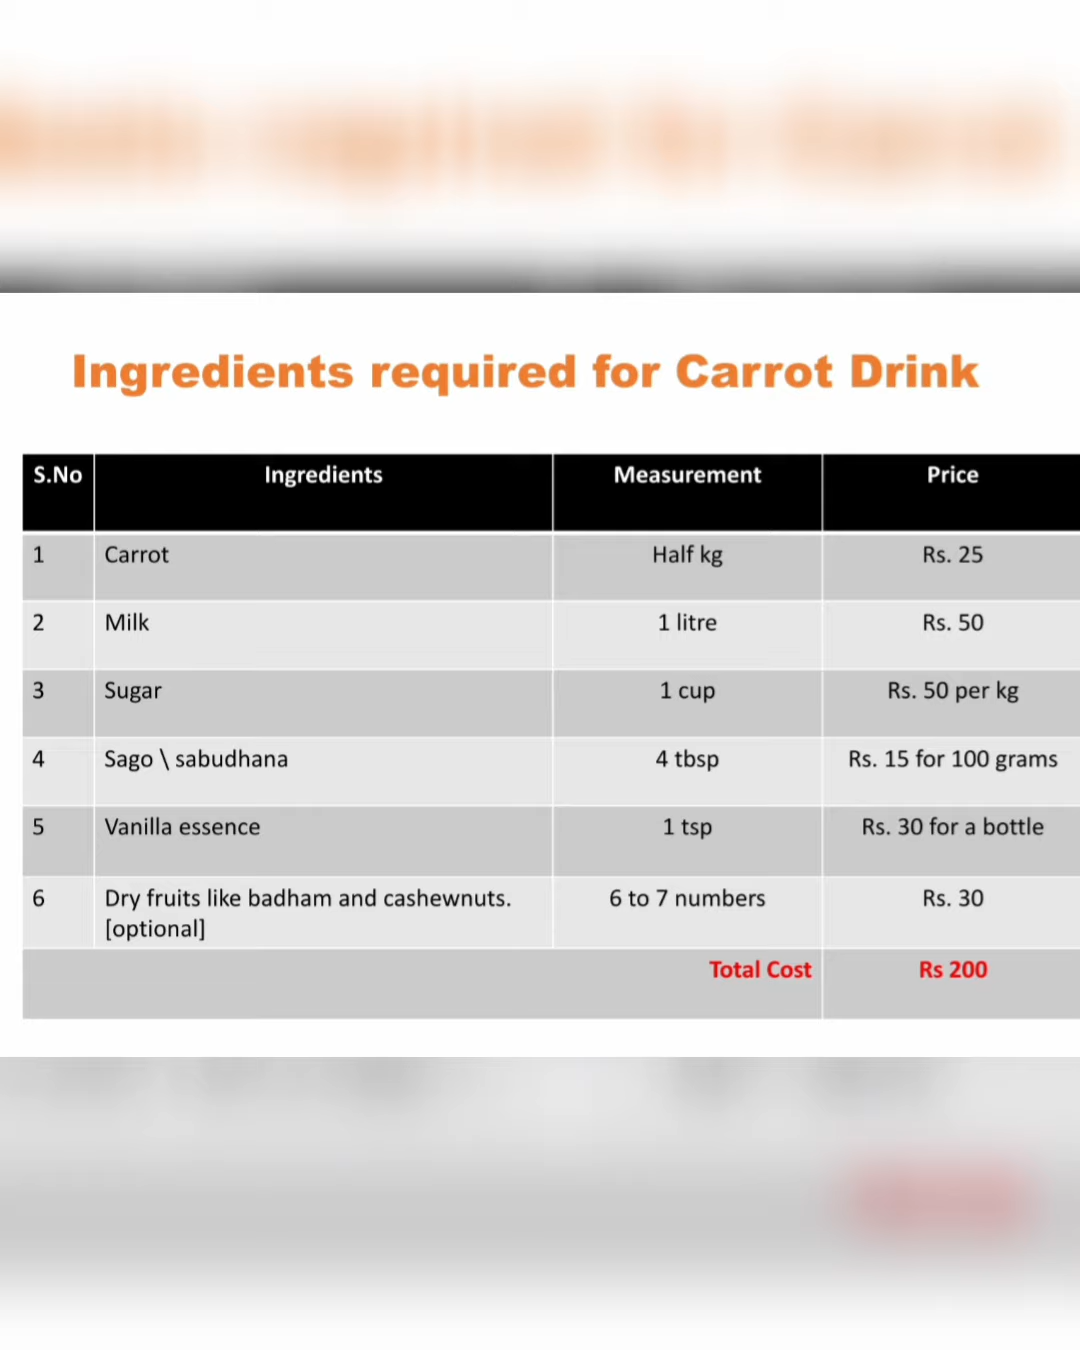 Ingredients required for Carrot Drink
S.No Ingredients Measurement Price
1 Carrot Half kg Rs. 25
2 Milk 1 litre Rs. 50
3 Sugar 1 cup Rs. 50 per kg
4 Sago \ sabudhana 4 tbsp Rs. 15 for 100 grams
5 Vanilla essence 1 tsp Rs. 30 for a bottle
6 Dry fruits like badham and cashewnuts. 6 to 7 numbers Rs. 30
[optional]
Total Cost Rs 200